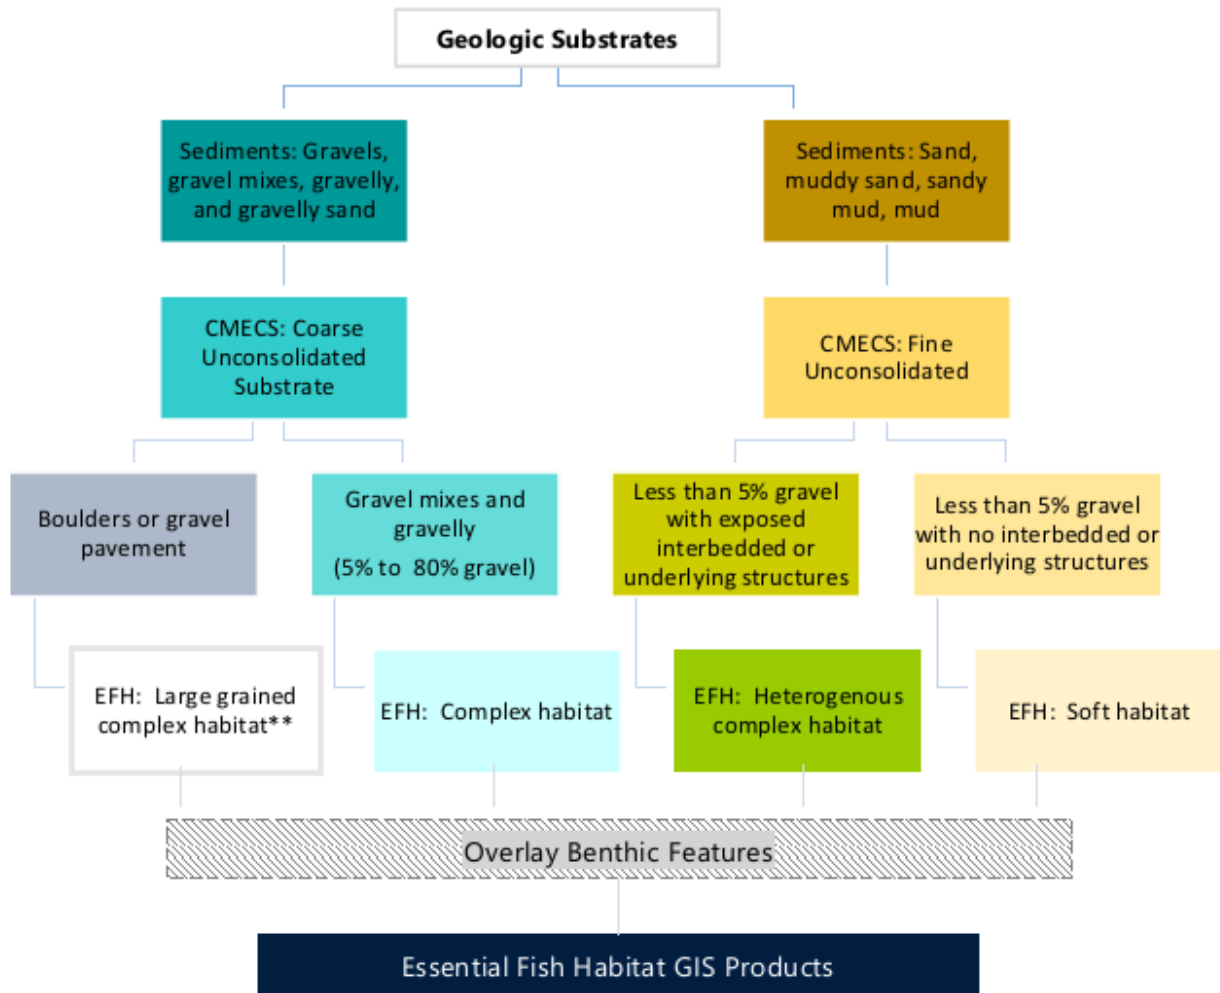 Geologic Substrates
Sediments: Gravels,
gravel mixes, gravelly,
and gravelly sand
Sediments: Sand,
muddy sand, sandy
mud, mud
CMECS: Coarse
Unconsolidated
Substrate
CMECS: Fine
Unconsolidated
Boulders or gravel
pavement
Gravel mixes and
gravelly
(5% to 80% gravel)
Less than 5% gravel
with exposed
interbedded or
underlying structures
Less than 5% gravel
with no interbedded or
underlying structures
EFH: Large grained
complex habitat**
EFH: Complex habitat
EFH: Heterogenous
complex habitat
EFH: Soft habitat
Overlay Benthic Features
Essential Fish Habitat GIS Products